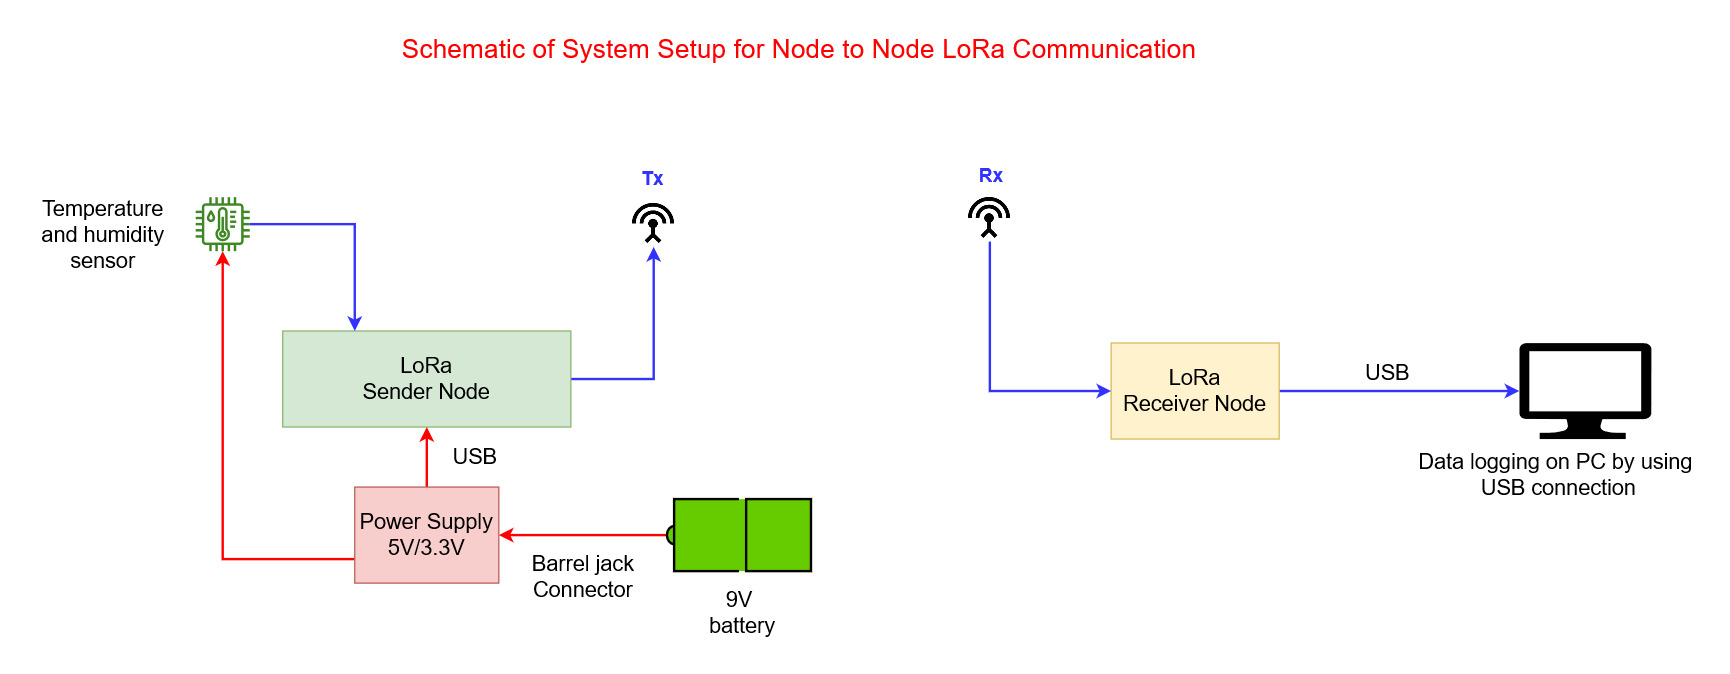 Schematic of System Setup for Node to Node LoRa Communication
Tx
Rx
Temperature
and humidity
sensor
LoRa
Sender Node
LoRa
Receiver Node
USB
Data logging on PC by using
USB connection
USB
Power Supply
5V/3.3V
Barrel jack
Connector
9V
battery